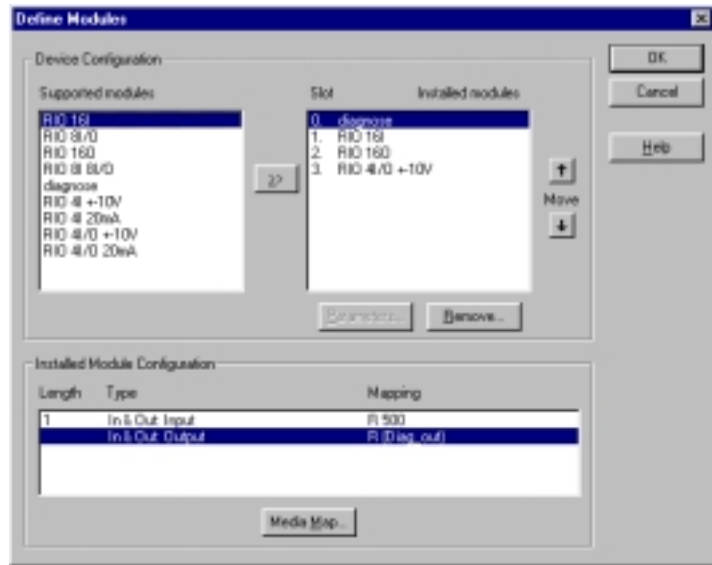 Define Modules
Device Configuration
OK
Supported modules
Slot Installed modules
Cancel
RIO 16I
RIO 8I/O
RIO 16O
RIO 8I 8I/O
diagnose
RIO 4I +-10V
RIO 4I 20mA
RIO 4I/O +-10V
RIO 4I/O 20mA
>>
0. diagnose
1. RIO 16I
2. RIO 16O
3. RIO 4I/O +-10V
Help
Move
Parameters...
Remove...
Installed Module Configuration
Length Type Mapping
1 In & Out: Input R 500
In & Out: Output R (Diag_out)
Media Map...